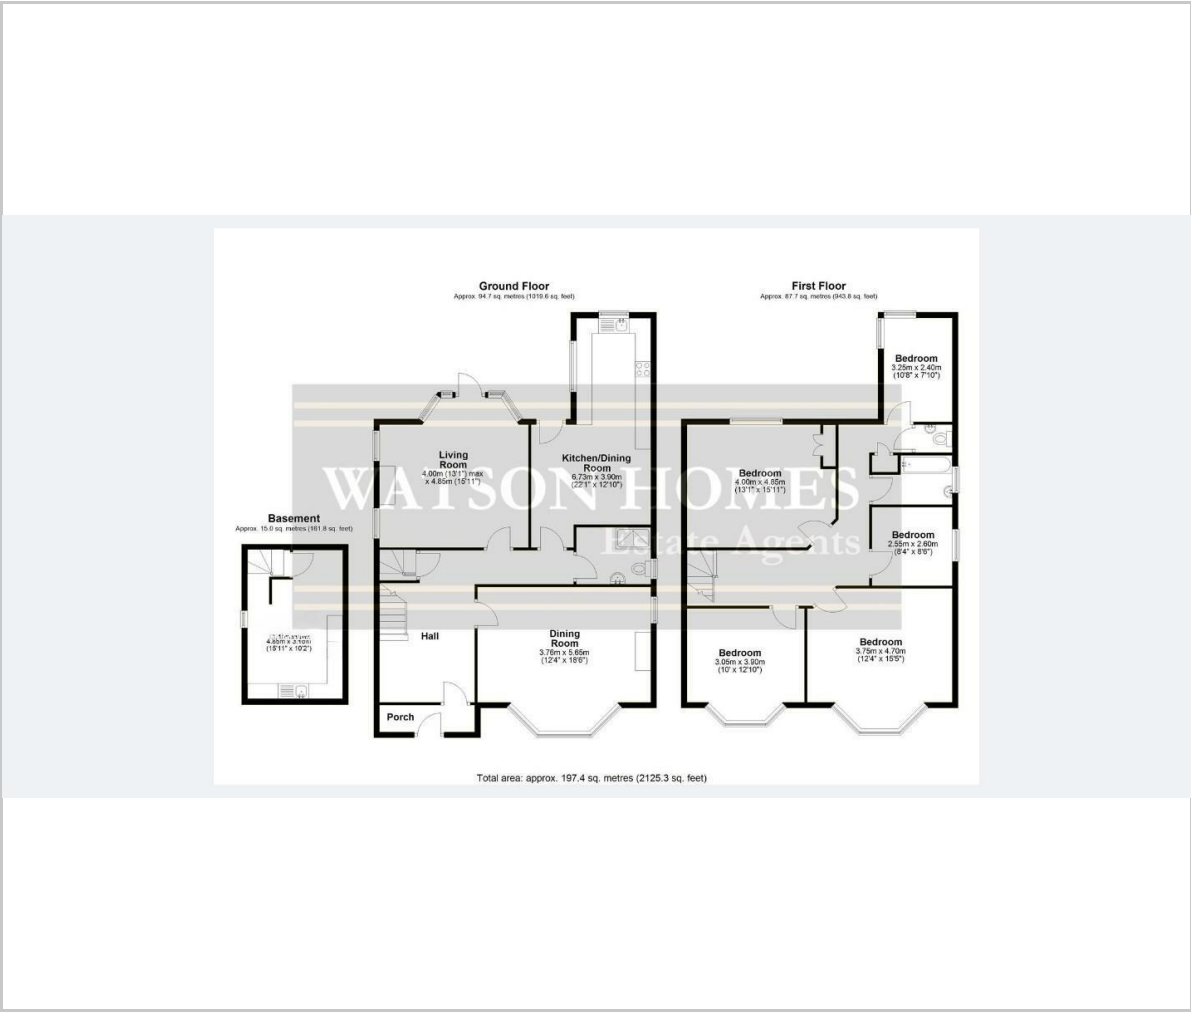 Ground Floor
Approx. 94.7 sq. metres (1019.6 sq. feet)
First Floor
Approx. 87.7 sq. metres (943.8 sq. feet)
Bedroom
3.25m x 2.40m
(10'8" x 7'10")
Living
Room
4.00m (13'1") max
x 4.85m (15'11")
Kitchen/Dining
Room
6.73m x 3.90m
(22'1" x 12'10")
Bedroom
4.00m x 4.85m
(13'1" x 15'11")
WATSON HOMES
Estate Agents
Basement
Approx. 15.0 sq. metres (161.9 sq. feet)
Bedroom
2.55m x 2.60m
(8'4" x 8'6")
4.85m x 3.10m
(15'11" x 10'2")
Hall
Dining
Room
3.76m x 5.65m
(12'4" x 18'6")
Bedroom
3.05m x 3.90m
(10' x 12'10")
Bedroom
3.75m x 4.70m
(12'4" x 15'5")
Porch
Total area: approx. 197.4 sq. metres (2125.3 sq. feet)